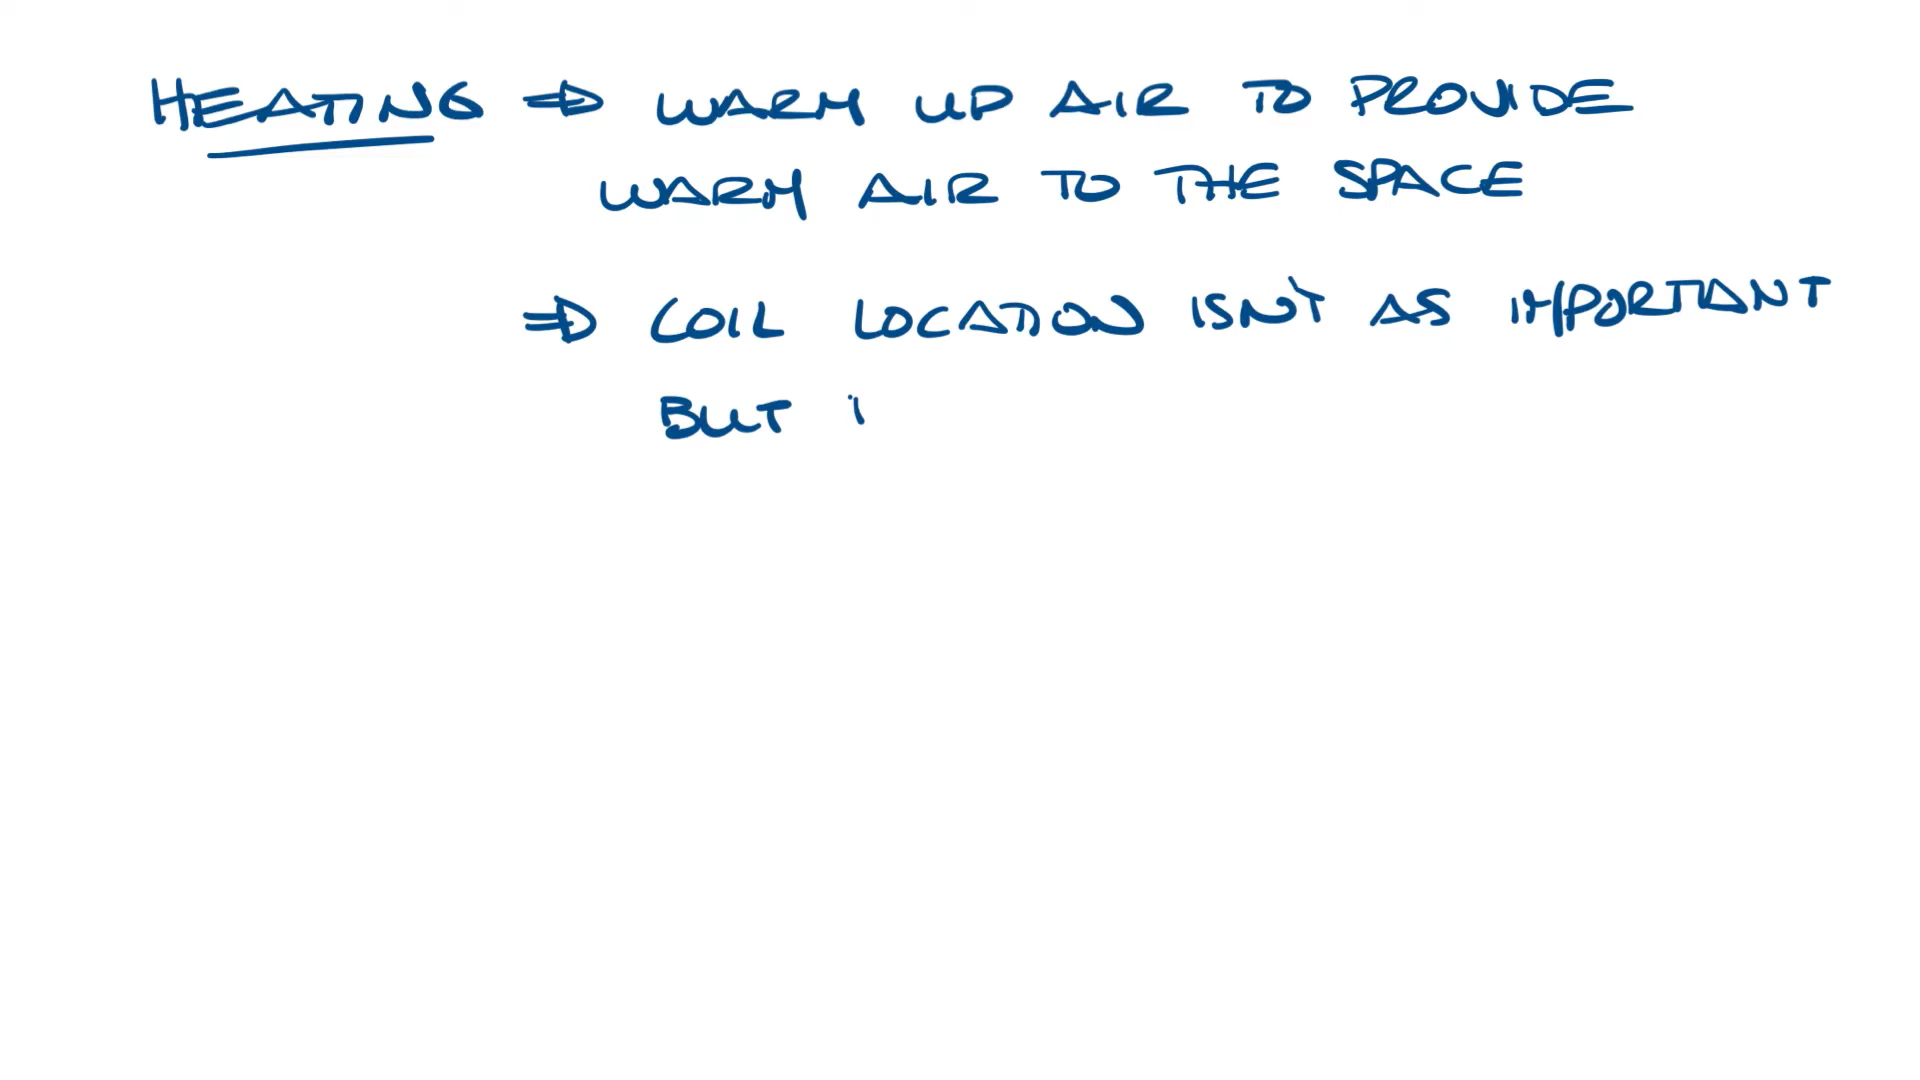 HEATING ⇒ WARM UP AIR TO PROVIDE
WARM AIR TO THE SPACE
⇒ COIL LOCATION ISN'T AS IMPORTANT
BUT I